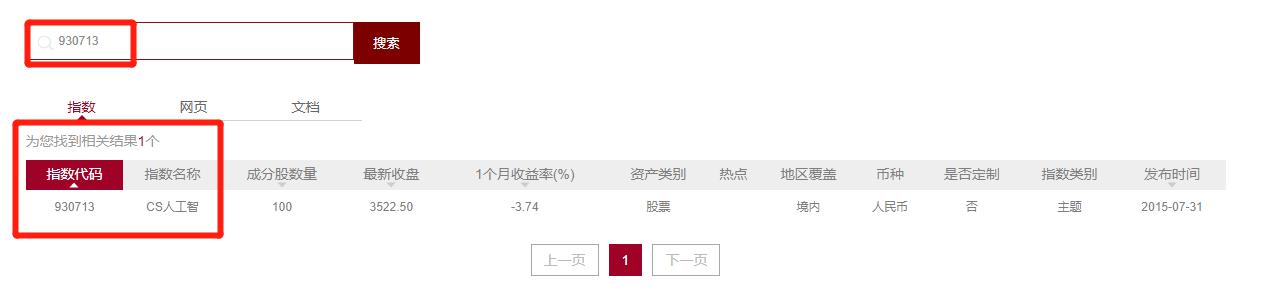 930713 搜索
指数 网页 文档
为您找到相关结果1个
指数代码 指数名称 成分股数量 最新收盘 1个月收益率(%) 资产类别 热点 地区覆盖 币种 是否定制 指数类别 发布时间
930713 CS人工智 100 3522.50 -3.74 股票 境内 人民币 否 主题 2015-07-31
上一页 1 下一页